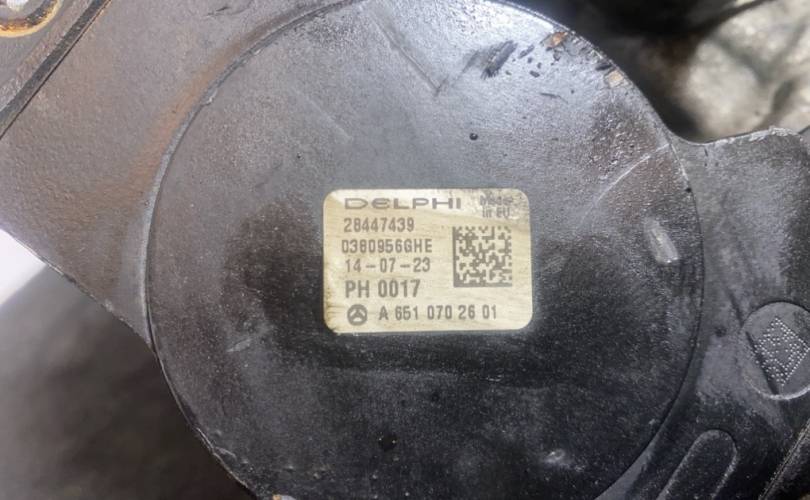 DELPHI Made in EU
28447439
0380956GHE
14-07-23
PH 0017
A 651 070 26 01